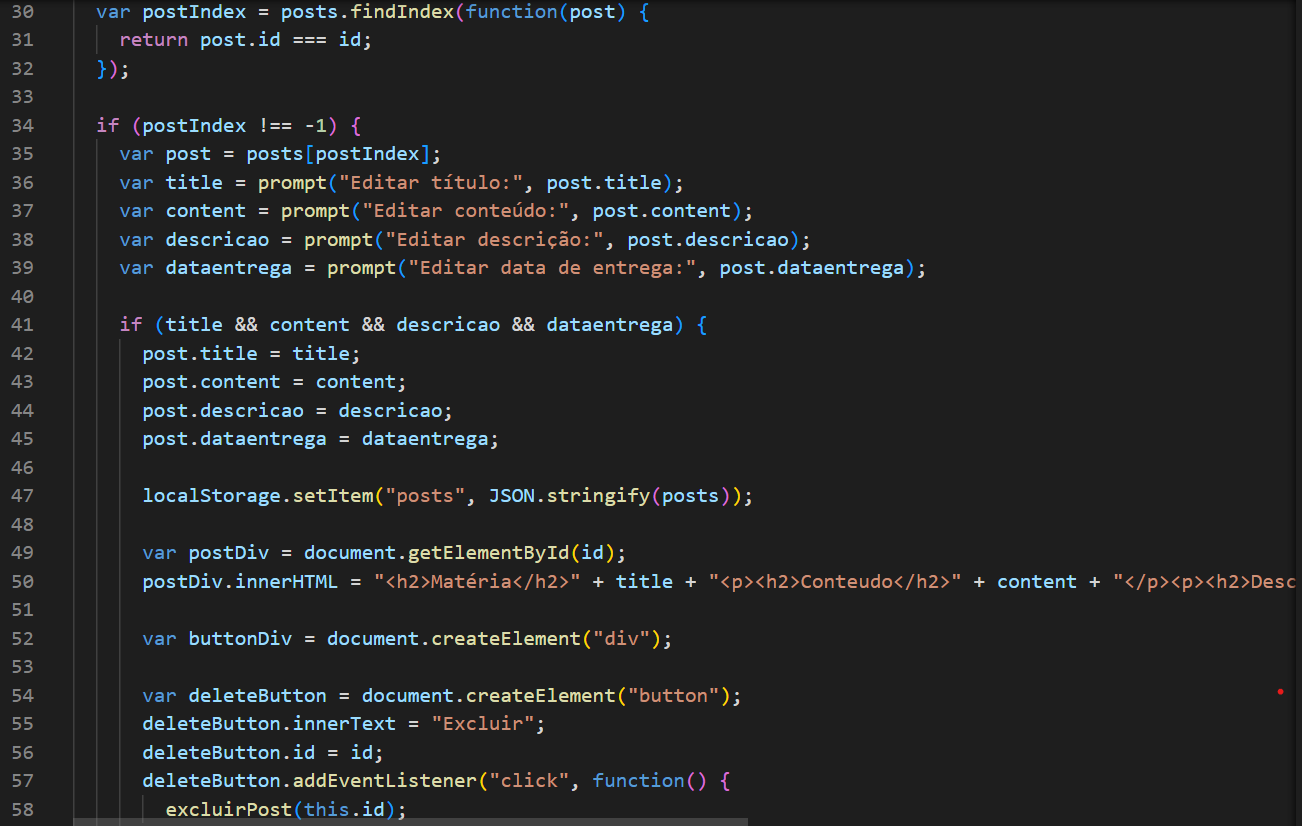 30 var postIndex = posts.findIndex(function(post) {
31 return post.id === id;
32 });
33
34 if (postIndex !== -1) {
35 var post = posts[postIndex];
36 var title = prompt("Editar título:", post.title);
37 var content = prompt("Editar conteúdo:", post.content);
38 var descricao = prompt("Editar descrição:", post.descricao);
39 var dataentrega = prompt("Editar data de entrega:", post.dataentrega);
40
41 if (title && content && descricao && dataentrega) {
42 post.title = title;
43 post.content = content;
44 post.descricao = descricao;
45 post.dataentrega = dataentrega;
46
47 localStorage.setItem("posts", JSON.stringify(posts));
48
49 var postDiv = document.getElementById(id);
50 postDiv.innerHTML = "<h2>Matéria</h2>" + title + "<p><h2>Conteudo</h2>" + content + "</p><p><h2>Desc
51
52 var buttonDiv = document.createElement("div");
53
54 var deleteButton = document.createElement("button");
55 deleteButton.innerText = "Excluir";
56 deleteButton.id = id;
57 deleteButton.addEventListener("click", function() {
58 excluirPost(this.id);